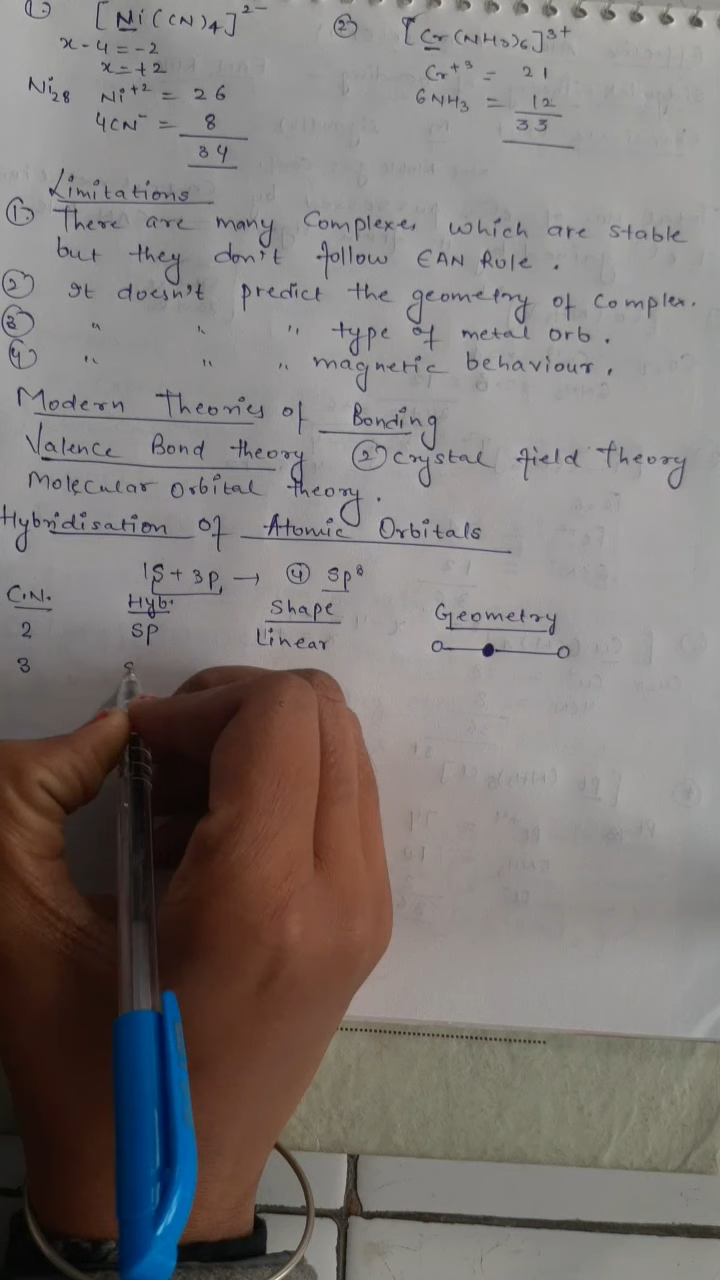 1. [Ni(CN)4]²⁻
x - 4 = -2
x = +2
Ni28 Ni⁺² = 26
4CN⁻ = 8
34
② [Cr(NH3)6]³⁺
Cr⁺³ = 21
6NH3 = 12
33
Limitations
① There are many Complexes which are stable
but they don't follow EAN Rule.
② It doesn't predict the geometry of Complex.
③ " " " type of metal orb.
④ " " " magnetic behaviour.
Modern Theories of Bonding
Valence Bond theory ② Crystal field Theory
Molecular Orbital theory.
Hybridisation of Atomic Orbitals
1S + 3P, → ④ sp³
C.N. Hyb. Shape Geometry
2 SP Linear
3 S